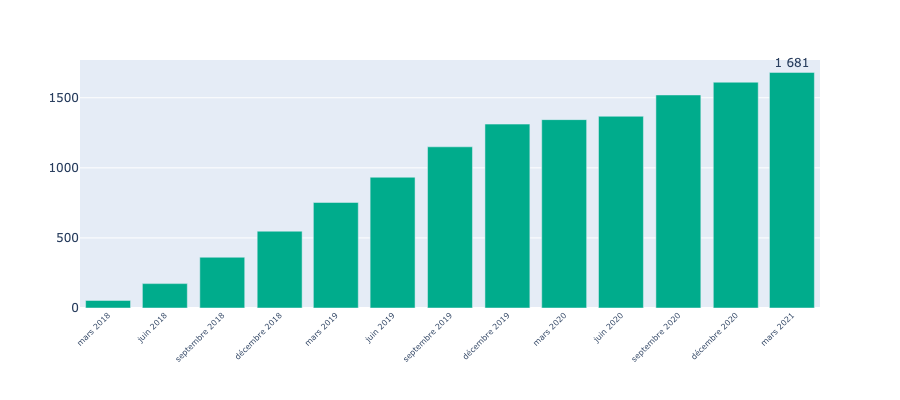 1 681
1500
1000
500
0
mars 2018
juin 2018
septembre 2018
décembre 2018
mars 2019
juin 2019
septembre 2019
décembre 2019
mars 2020
juin 2020
septembre 2020
décembre 2020
mars 2021